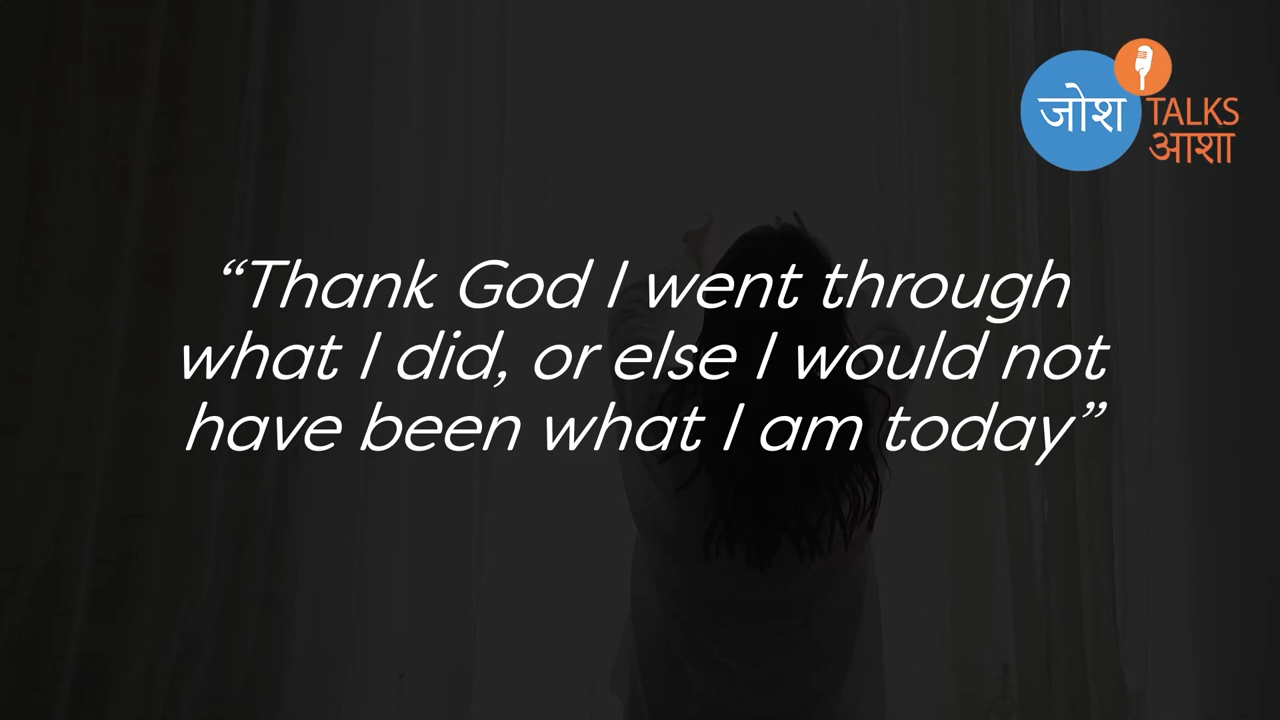 जोश
TALKS
आशा
“Thank God I went through
what I did, or else I would not
have been what I am today”